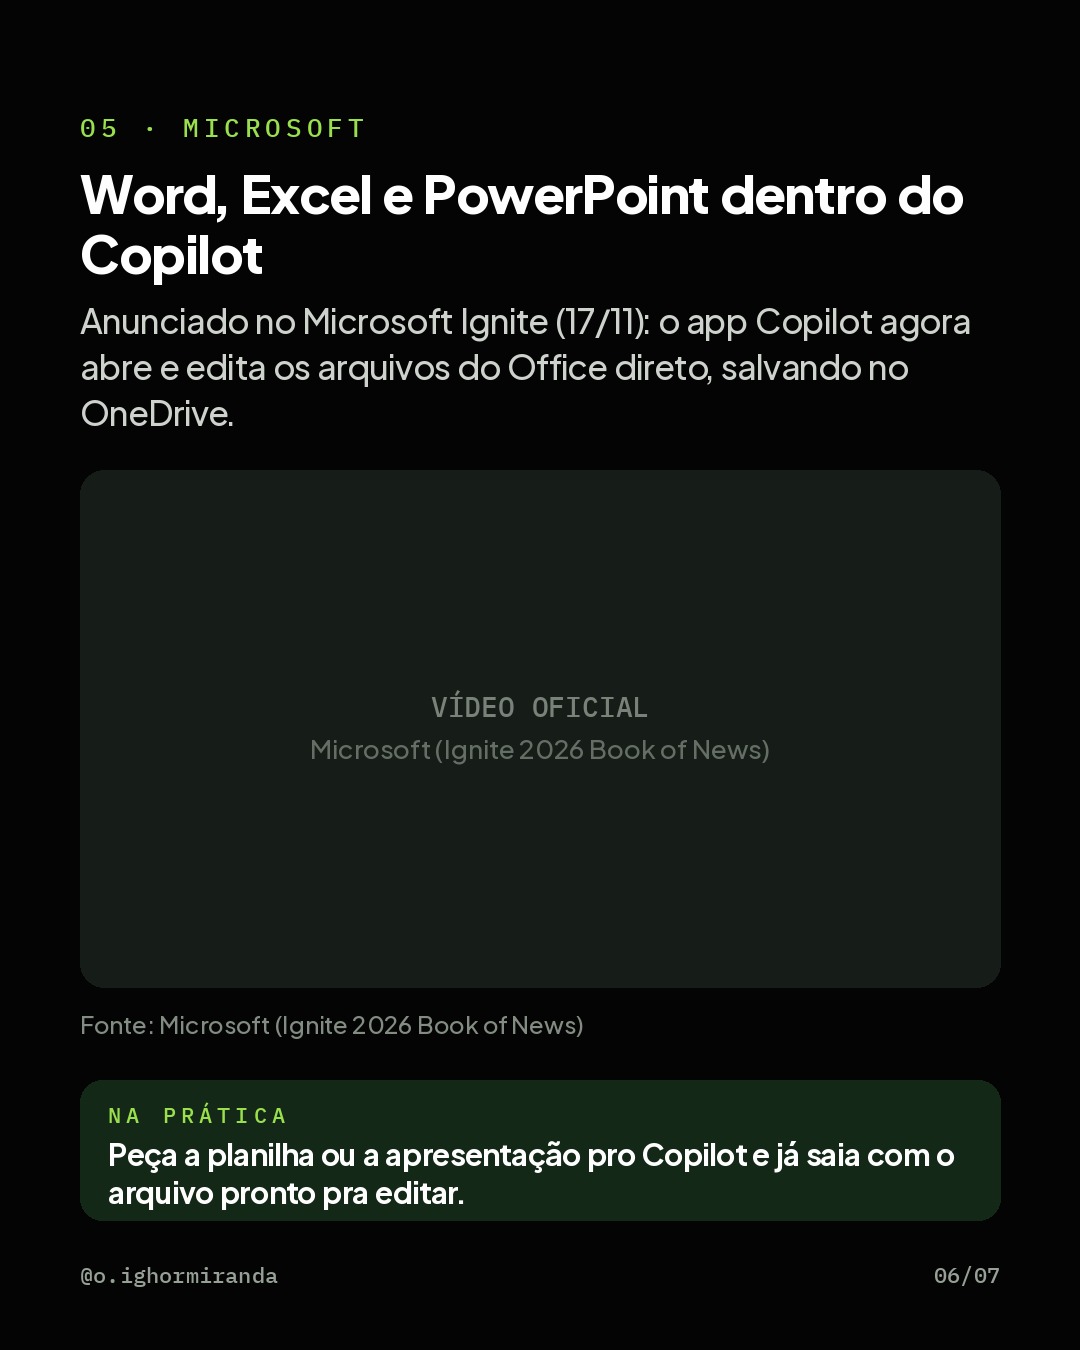 05 · MICROSOFT
Word, Excel e PowerPoint dentro do
Copilot
Anunciado no Microsoft Ignite (17/11): o app Copilot agora
abre e edita os arquivos do Office direto, salvando no
OneDrive.
VÍDEO OFICIAL
Microsoft (Ignite 2026 Book of News)
Fonte: Microsoft (Ignite 2026 Book of News)
NA PRÁTICA
Peça a planilha ou a apresentação pro Copilot e já saia com o
arquivo pronto pra editar.
@o.ighormiranda
06/07